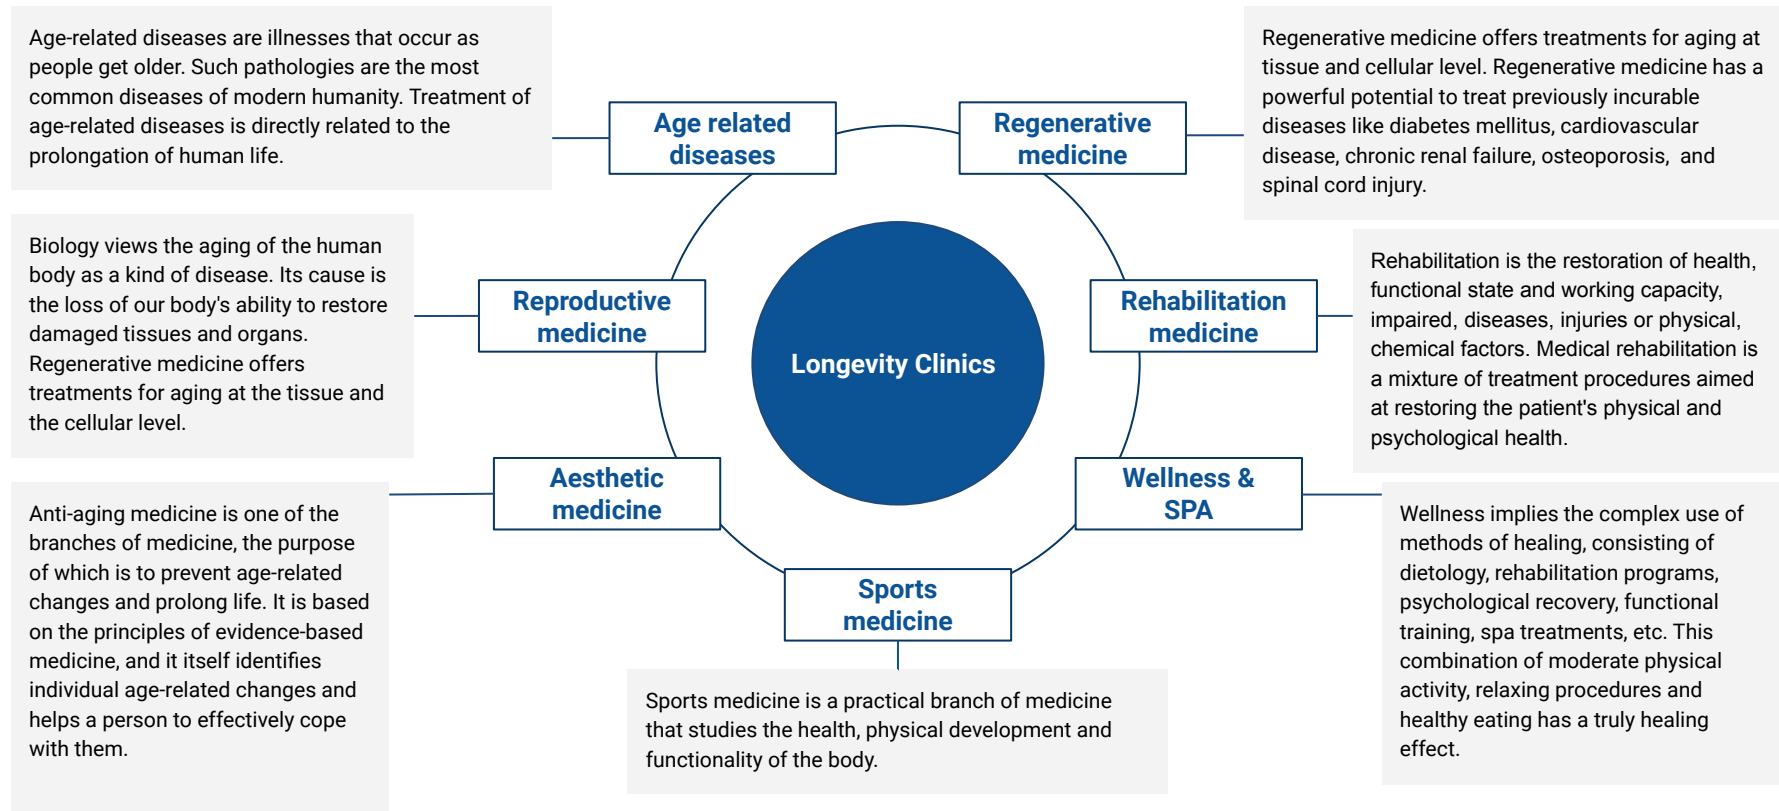 Age-related diseases are illnesses that occur as
people get older. Such pathologies are the most
common diseases of modern humanity. Treatment of
age-related diseases is directly related to the
prolongation of human life.
Age related
diseases
Regenerative
medicine
Regenerative medicine offers treatments for aging at
tissue and cellular level. Regenerative medicine has a
powerful potential to treat previously incurable
diseases like diabetes mellitus, cardiovascular
disease, chronic renal failure, osteoporosis,  and
spinal cord injury.
Biology views the aging of the human
body as a kind of disease. Its cause is
the loss of our body's ability to restore
damaged tissues and organs.
Regenerative medicine offers
treatments for aging at the tissue and
the cellular level.
Reproductive
medicine
Longevity Clinics
Rehabilitation
medicine
Rehabilitation is the restoration of health,
functional state and working capacity,
impaired, diseases, injuries or physical,
chemical factors. Medical rehabilitation is
a mixture of treatment procedures aimed
at restoring the patient's physical and
psychological health.
Anti-aging medicine is one of the
branches of medicine, the purpose
of which is to prevent age-related
changes and prolong life. It is based
on the principles of evidence-based
medicine, and it itself identifies
individual age-related changes and
helps a person to effectively cope
with them.
Aesthetic
medicine
Sports
medicine
Sports medicine is a practical branch of medicine
that studies the health, physical development and
functionality of the body.
Wellness &
SPA
Wellness implies the complex use of
methods of healing, consisting of
dietology, rehabilitation programs,
psychological recovery, functional
training, spa treatments, etc. This
combination of moderate physical
activity, relaxing procedures and
healthy eating has a truly healing
effect.